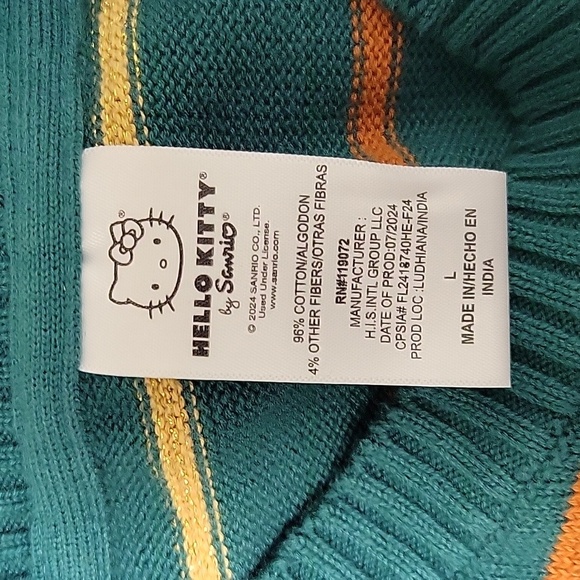 ®
HELLO KITTY
by Sanrio®
© 2024 SANRIO CO., LTD.
Used Under License.
www.sanrio.com
96% COTTON/ALGODON
4% OTHER FIBERS/OTRAS FIBRAS
RN#119072
MANUFACTURER :
H.I.S.INTL GROUP LLC
DATE OF PROD:07/2024
CPSIA# FL2418740HE-F24
PROD LOC :LUDHIANA/INDIA
L
MADE IN/HECHO EN
INDIA